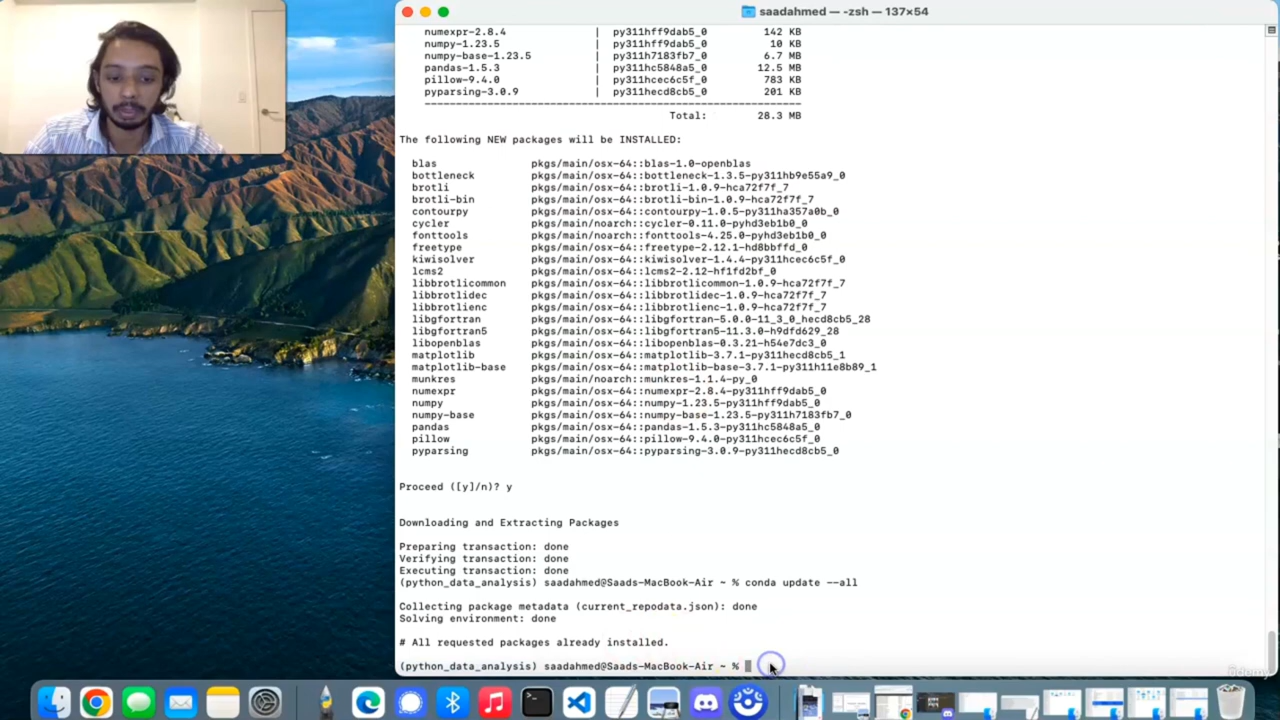 saadahmed — -zsh — 137×54
numexpr-2.8.4 | py311hff9dab5_0 142 KB
numpy-1.23.5 | py311hff9dab5_0 10 KB
numpy-base-1.23.5 | py311h7183fb7_0 6.7 MB
pandas-1.5.3 | py311hc5848a5_0 12.5 MB
pillow-9.4.0 | py311hcec6c5f_0 783 KB
pyparsing-3.0.9 | py311hecd8cb5_0 201 KB
------------------------------------------------------------
Total: 28.3 MB
The following NEW packages will be INSTALLED:
blas pkgs/main/osx-64::blas-1.0-openblas
bottleneck pkgs/main/osx-64::bottleneck-1.3.5-py311hb9e55a9_0
brotli pkgs/main/osx-64::brotli-1.0.9-hca72f7f_7
brotli-bin pkgs/main/osx-64::brotli-bin-1.0.9-hca72f7f_7
contourpy pkgs/main/osx-64::contourpy-1.0.5-py311ha357a0b_0
cycler pkgs/main/noarch::cycler-0.11.0-pyhd3eb1b0_0
fonttools pkgs/main/noarch::fonttools-4.25.0-pyhd3eb1b0_0
freetype pkgs/main/osx-64::freetype-2.12.1-hd8bbffd_0
kiwisolver pkgs/main/osx-64::kiwisolver-1.4.4-py311hcec6c5f_0
lcms2 pkgs/main/osx-64::lcms2-2.12-hf1fd2bf_0
libbrotlicommon pkgs/main/osx-64::libbrotlicommon-1.0.9-hca72f7f_7
libbrotlidec pkgs/main/osx-64::libbrotlidec-1.0.9-hca72f7f_7
libbrotlienc pkgs/main/osx-64::libbrotlienc-1.0.9-hca72f7f_7
libgfortran pkgs/main/osx-64::libgfortran-5.0.0-11_3_0_hecd8cb5_28
libgfortran5 pkgs/main/osx-64::libgfortran5-11.3.0-h9dfd629_28
libopenblas pkgs/main/osx-64::libopenblas-0.3.21-h54e7dc3_0
matplotlib pkgs/main/osx-64::matplotlib-3.7.1-py311hecd8cb5_1
matplotlib-base pkgs/main/osx-64::matplotlib-base-3.7.1-py311h11e8b89_1
munkres pkgs/main/noarch::munkres-1.1.4-py_0
numexpr pkgs/main/osx-64::numexpr-2.8.4-py311hff9dab5_0
numpy pkgs/main/osx-64::numpy-1.23.5-py311hff9dab5_0
numpy-base pkgs/main/osx-64::numpy-base-1.23.5-py311h7183fb7_0
pandas pkgs/main/osx-64::pandas-1.5.3-py311hc5848a5_0
pillow pkgs/main/osx-64::pillow-9.4.0-py311hcec6c5f_0
pyparsing pkgs/main/osx-64::pyparsing-3.0.9-py311hecd8cb5_0
Proceed ([y]/n)? y
Downloading and Extracting Packages
Preparing transaction: done
Verifying transaction: done
Executing transaction: done
(python_data_analysis) saadahmed@Saads-MacBook-Air ~ % conda update --all
Collecting package metadata (current_repodata.json): done
Solving environment: done
# All requested packages already installed.
(python_data_analysis) saadahmed@Saads-MacBook-Air ~ %
ûdemy